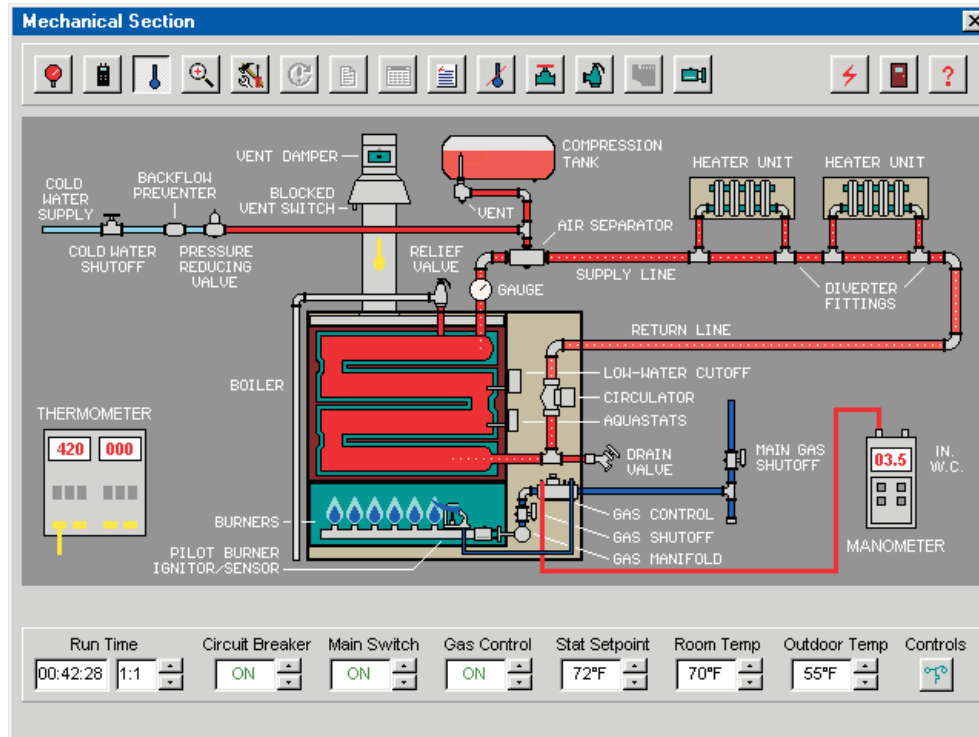 Mechanical Section
?
VENT DAMPER
COMPRESSION
TANK
HEATER UNIT
HEATER UNIT
COLD
WATER
SUPPLY
BACKFLOW
PREVENTER
BLOCKED
VENT SWITCH
VENT
AIR SEPARATOR
COLD WATER
SHUTOFF
PRESSURE
REDUCING
VALVE
RELIEF
VALVE
GAUGE
SUPPLY LINE
DIVERTER
FITTINGS
RETURN LINE
BOILER
LOW-WATER CUTOFF
CIRCULATOR
AQUASTATS
THERMOMETER
420 000
DRAIN
VALVE
MAIN GAS
SHUTOFF
03.5
IN.
W.C.
BURNERS
GAS CONTROL
GAS SHUTOFF
GAS MANIFOLD
MANOMETER
PILOT BURNER
IGNITOR/SENSOR
Run Time Circuit Breaker Main Switch Gas Control Stat Setpoint Room Temp Outdoor Temp Controls
00:42:28 1:1 ON ON ON 72°F 70°F 55°F